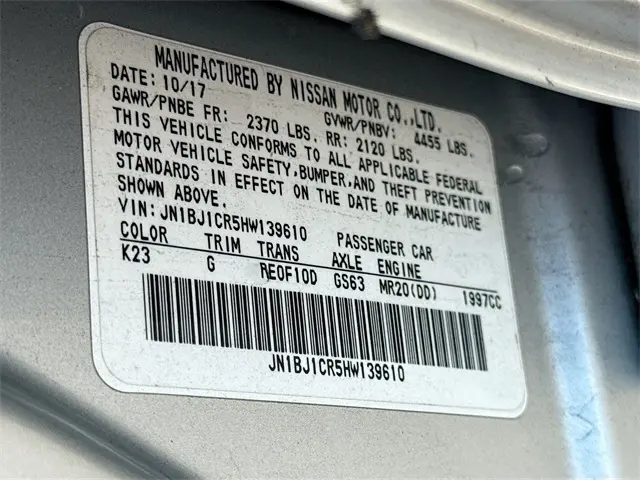 MANUFACTURED BY NISSAN MOTOR CO.,LTD.
DATE: 10/17 GVWR/PNBV: 4455 LBS.
GAWR/PNBE FR: 2370 LBS. RR: 2120 LBS.
THIS VEHICLE CONFORMS TO ALL APPLICABLE FEDERAL
MOTOR VEHICLE SAFETY,BUMPER,AND THEFT PREVENTION
STANDARDS IN EFFECT ON THE DATE OF MANUFACTURE
SHOWN ABOVE.
VIN:JN1BJ1CR5HW139610 PASSENGER CAR
COLOR TRIM TRANS AXLE ENGINE
K23 G RE0F10D GS63 MR20(DD) 1997CC
JN1BJ1CR5HW139610